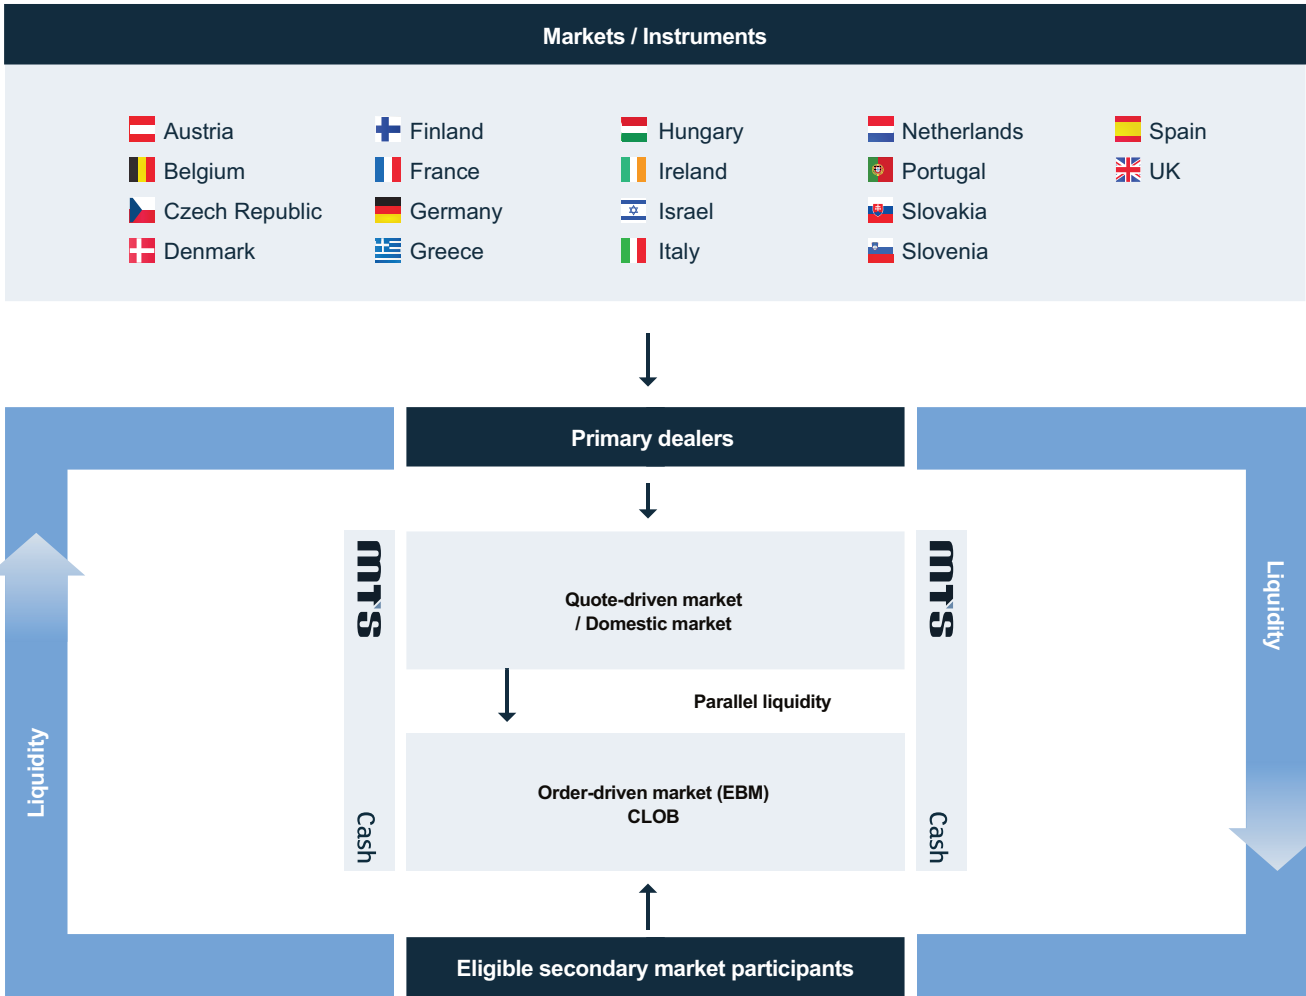 Markets / Instruments
Austria
Belgium
Czech Republic
Denmark
Finland
France
Germany
Greece
Hungary
Ireland
Israel
Italy
Netherlands
Portugal
Slovakia
Slovenia
Spain
UK
Primary dealers
Liquidity
mts
Cash
Quote-driven market
/ Domestic market
Parallel liquidity
Order-driven market (EBM)
CLOB
mts
Cash
Liquidity
Eligible secondary market participants